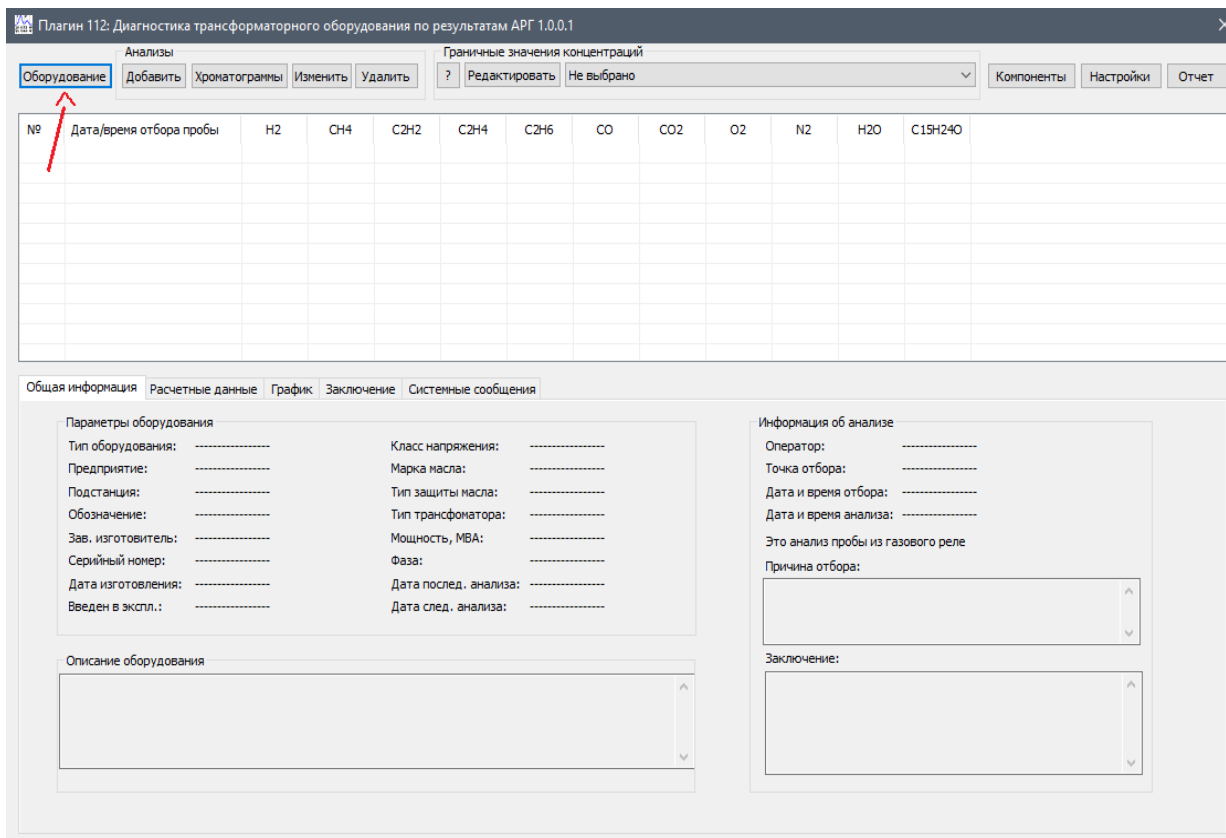 Плагин 112: Диагностика трансформаторного оборудования по результатам АРГ 1.0.0.1
Анализы
Граничные значения концентраций
Оборудование Добавить Хроматограммы Изменить Удалить ? Редактировать Не выбрано Компоненты Настройки Отчет
№ Дата/время отбора пробы H2 CH4 C2H2 C2H4 C2H6 CO CO2 O2 N2 H2O C15H24O
Общая информация Расчетные данные График Заключение Системные сообщения
Параметры оборудования
Тип оборудования: -----------------
Предприятие: -----------------
Подстанция: -----------------
Обозначение: -----------------
Зав. изготовитель: -----------------
Серийный номер: -----------------
Дата изготовления: -----------------
Введен в экспл.: -----------------
Класс напряжения: -----------------
Марка масла: -----------------
Тип защиты масла: -----------------
Тип трансфоматора: -----------------
Мощность, МВА: -----------------
Фаза: -----------------
Дата послед. анализа: -----------------
Дата след. анализа: -----------------
Описание оборудования
Информация об анализе
Оператор: -----------------
Точка отбора: -----------------
Дата и время отбора: -----------------
Дата и время анализа: -----------------
Это анализ пробы из газового реле
Причина отбора:
Заключение: